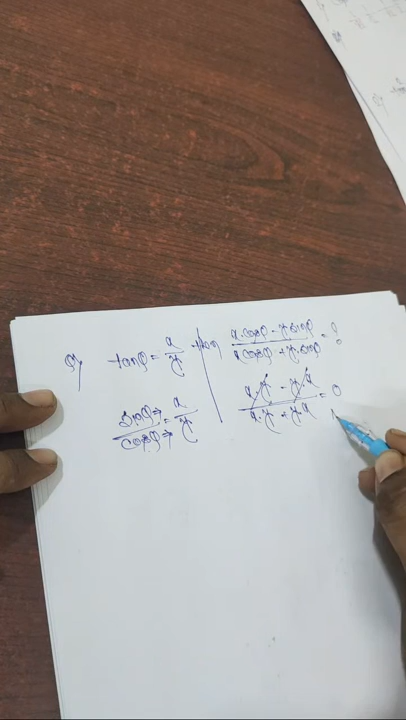 Q) tanθ = x/y then (x cosθ - y sinθ)/(x cosθ + y sinθ) = ?
sinθ⇒/cosθ⇒ = x/y
(x.y - y.x)/(x.y + y.x) = 0